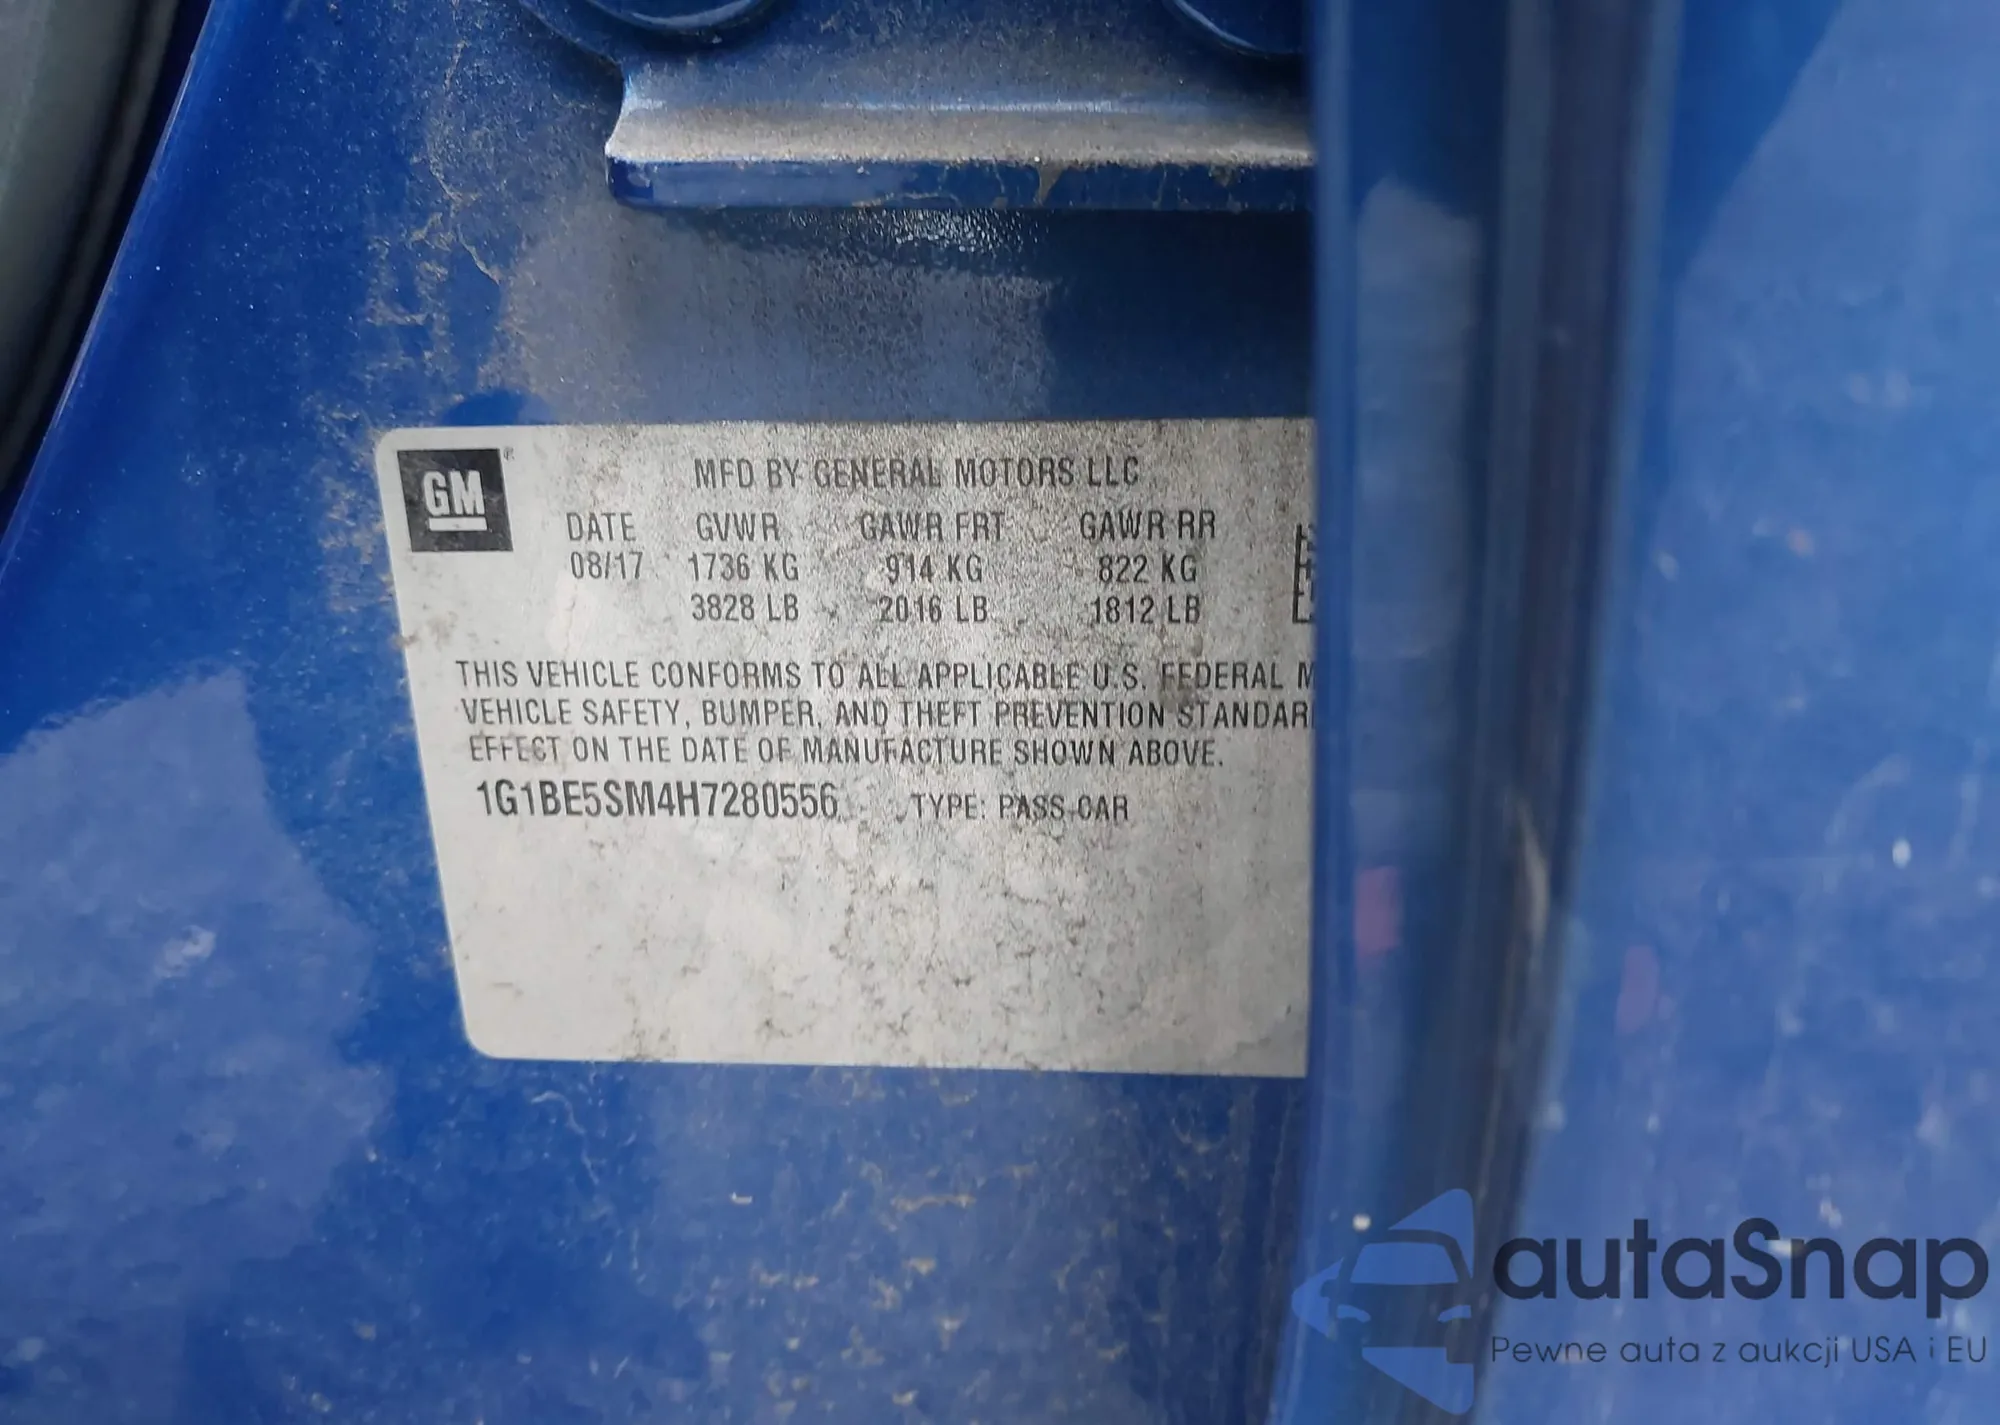 GM
MFD BY GENERAL MOTORS LLC
DATE GVWR GAWR FRT GAWR RR
08/17 1736 KG 914 KG 822 KG
3828 LB 2016 LB 1812 LB
THIS VEHICLE CONFORMS TO ALL APPLICABLE U.S. FEDERAL M
VEHICLE SAFETY, BUMPER, AND THEFT PREVENTION STANDAR
EFFECT ON THE DATE OF MANUFACTURE SHOWN ABOVE.
1G1BE5SM4H7280556 TYPE: PASS CAR
autaSnap
Pewne auta z aukcji USA i EU